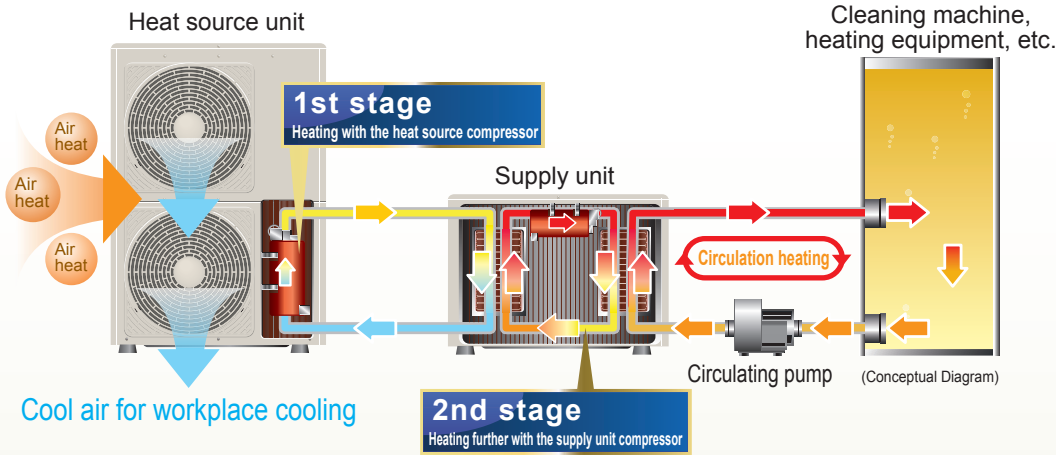 Heat source unit
Cleaning machine,
heating equipment, etc.
1st stage
Heating with the heat source compressor
Air
heat
Air
heat
Air
heat
Supply unit
Circulation heating
Circulating pump
(Conceptual Diagram)
Cool air for workplace cooling
2nd stage
Heating further with the supply unit compressor